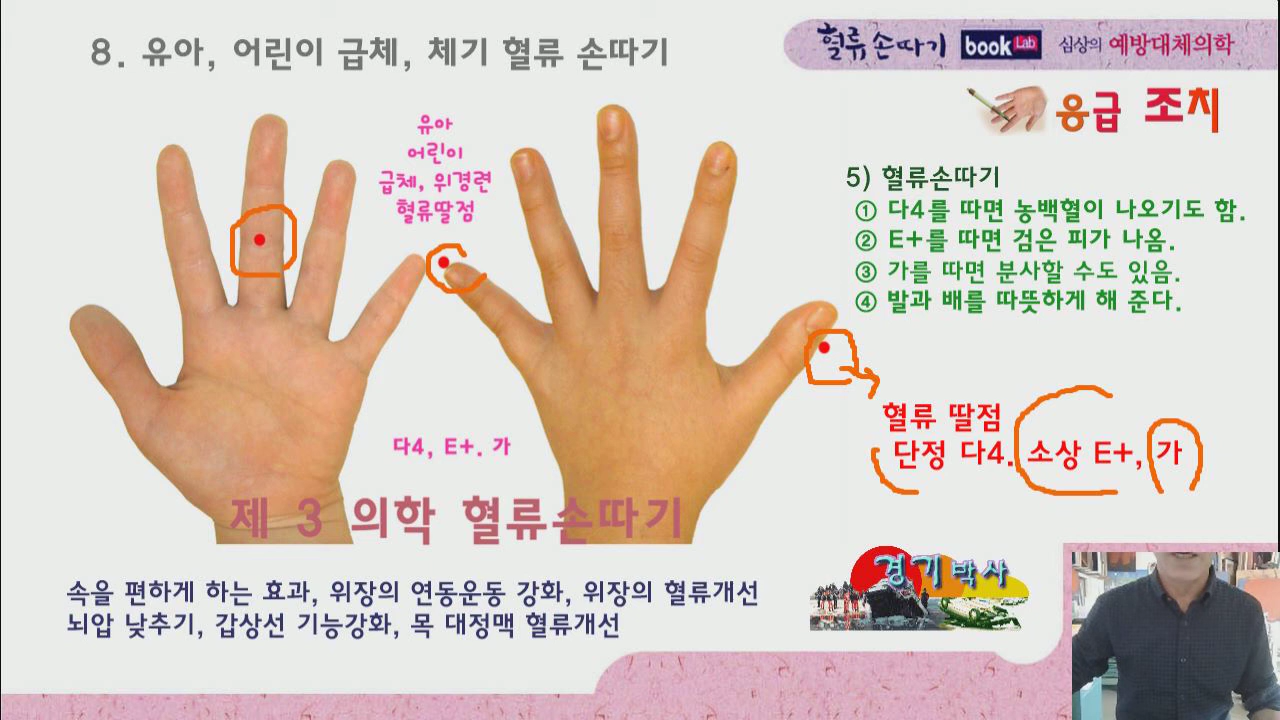 8. 유아, 어린이 급체, 체기 혈류 손따기
혈류 손따기 book Lab 심상의 예방대체의학
응급 조치
유아
어린이
급체, 위경련
혈류딸점
5) 혈류손따기
① 다4를 따면 농백혈이 나오기도 함.
② E+를 따면 검은 피가 나옴.
③ 가를 따면 분사할 수도 있음.
④ 발과 배를 따뜻하게 해 준다.
혈류 딸점
단정 다4. 소상 E+, 가
다4, E+. 가
제 3 의학 혈류손따기
경기박사
속을 편하게 하는 효과, 위장의 연동운동 강화, 위장의 혈류개선
뇌압 낮추기, 갑상선 기능강화, 목 대정맥 혈류개선